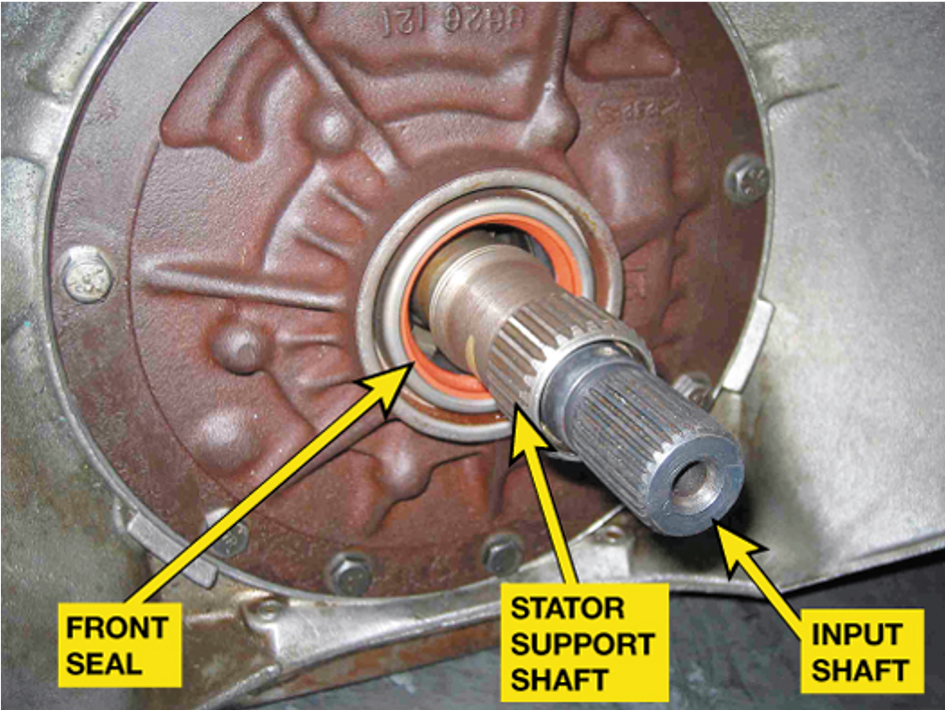 FRONT
SEAL
STATOR
SUPPORT
SHAFT
INPUT
SHAFT